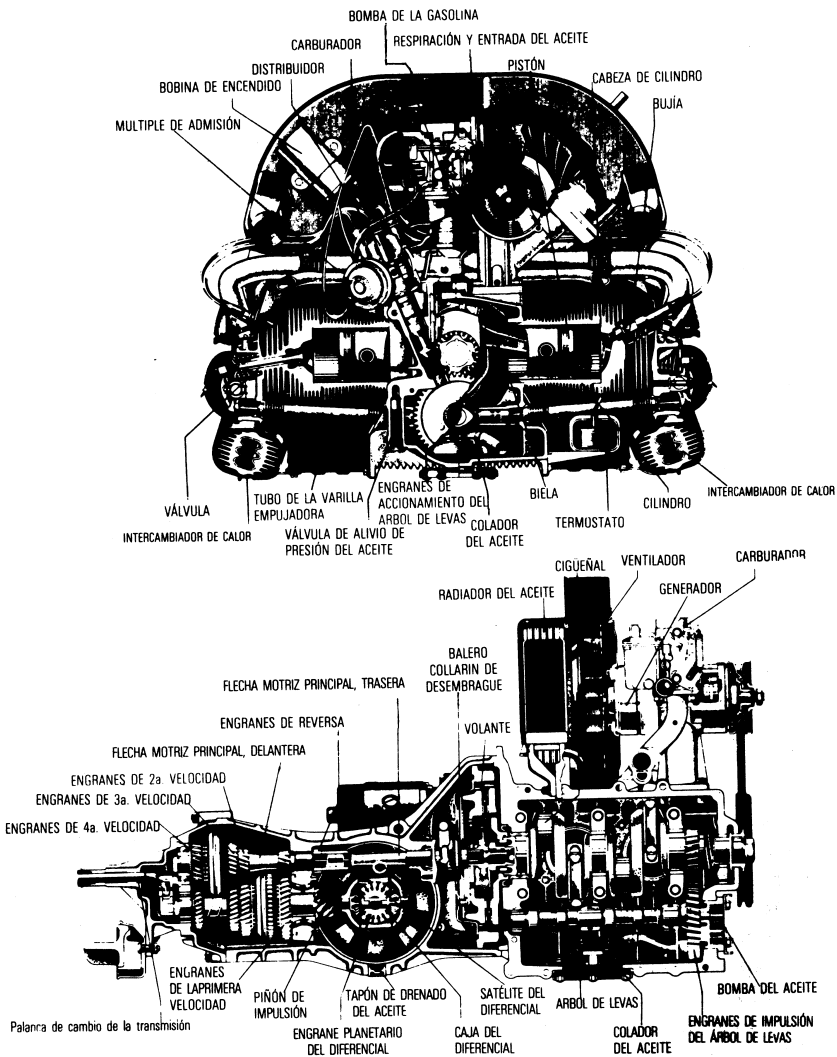 BOMBA DE LA GASOLINA
CARBURADOR
RESPIRACIÓN Y ENTRADA DEL ACEITE
DISTRIBUIDOR
PISTÓN
BOBINA DE ENCENDIDO
CABEZA DE CILINDRO
MULTIPLE DE ADMISIÓN
BUJÍA
VÁLVULA
INTERCAMBIADOR DE CALOR
TUBO DE LA VARILLA
EMPUJADORA
VÁLVULA DE ALIVIO DE
PRESIÓN DEL ACEITE
ENGRANES DE
ACCIONAMIENTO DEL
ARBOL DE LEVAS
COLADOR
DEL ACEITE
BIELA
TERMOSTATO
CILINDRO
INTERCAMBIADOR DE CALOR
CIGÜEÑAL
VENTILADOR
CARBURADOR
RADIADOR DEL ACEITE
GENERADOR
BALERO
COLLARIN DE
DESEMBRAGUE
FLECHA MOTRIZ PRINCIPAL, TRASERA
ENGRANES DE REVERSA
VOLANTE
FLECHA MOTRIZ PRINCIPAL, DELANTERA
ENGRANES DE 2a. VELOCIDAD
ENGRANES DE 3a. VELOCIDAD
ENGRANES DE 4a. VELOCIDAD
ENGRANES
DE LAPRIMERA
VELOCIDAD
PIÑÓN DE
IMPULSIÓN
TAPÓN DE DRENADO
DEL ACEITE
SATÉLITE DEL
DIFERENCIAL
ARBOL DE LEVAS
BOMBA DEL ACEITE
Palanca de cambio de la transmisión
ENGRANE PLANETARIO
DEL DIFERENCIAL
CAJA DEL
DIFERENCIAL
COLADOR
DEL ACEITE
ENGRANES DE IMPULSIÓN
DEL ÁRBOL DE LEVAS